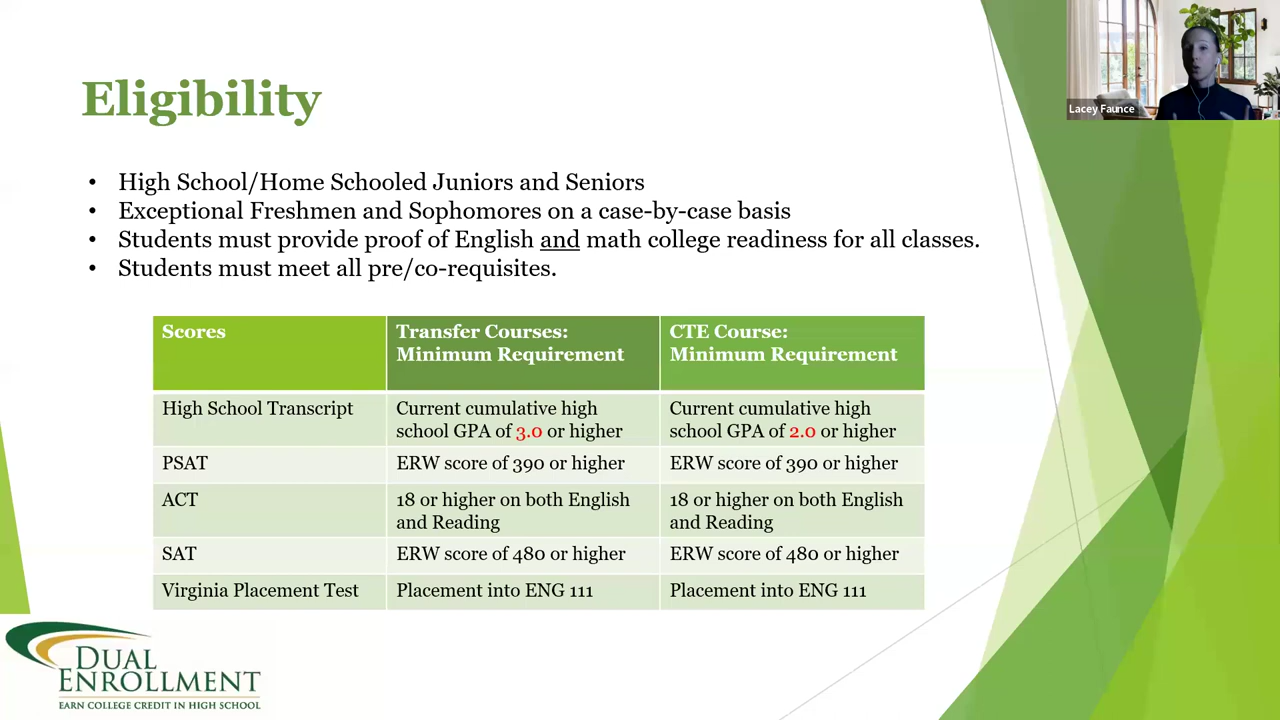 Eligibility
Lacey Faunce
• High School/Home Schooled Juniors and Seniors
• Exceptional Freshmen and Sophomores on a case-by-case basis
• Students must provide proof of English and math college readiness for all classes.
• Students must meet all pre/co-requisites.
Scores
Transfer Courses:
Minimum Requirement
CTE Course:
Minimum Requirement
High School Transcript
Current cumulative high
school GPA of 3.0 or higher
Current cumulative high
school GPA of 2.0 or higher
PSAT
ERW score of 390 or higher
ERW score of 390 or higher
ACT
18 or higher on both English
and Reading
18 or higher on both English
and Reading
SAT
ERW score of 480 or higher
ERW score of 480 or higher
Virginia Placement Test
Placement into ENG 111
Placement into ENG 111
DUAL
ENROLLMENT
EARN COLLEGE CREDIT IN HIGH SCHOOL